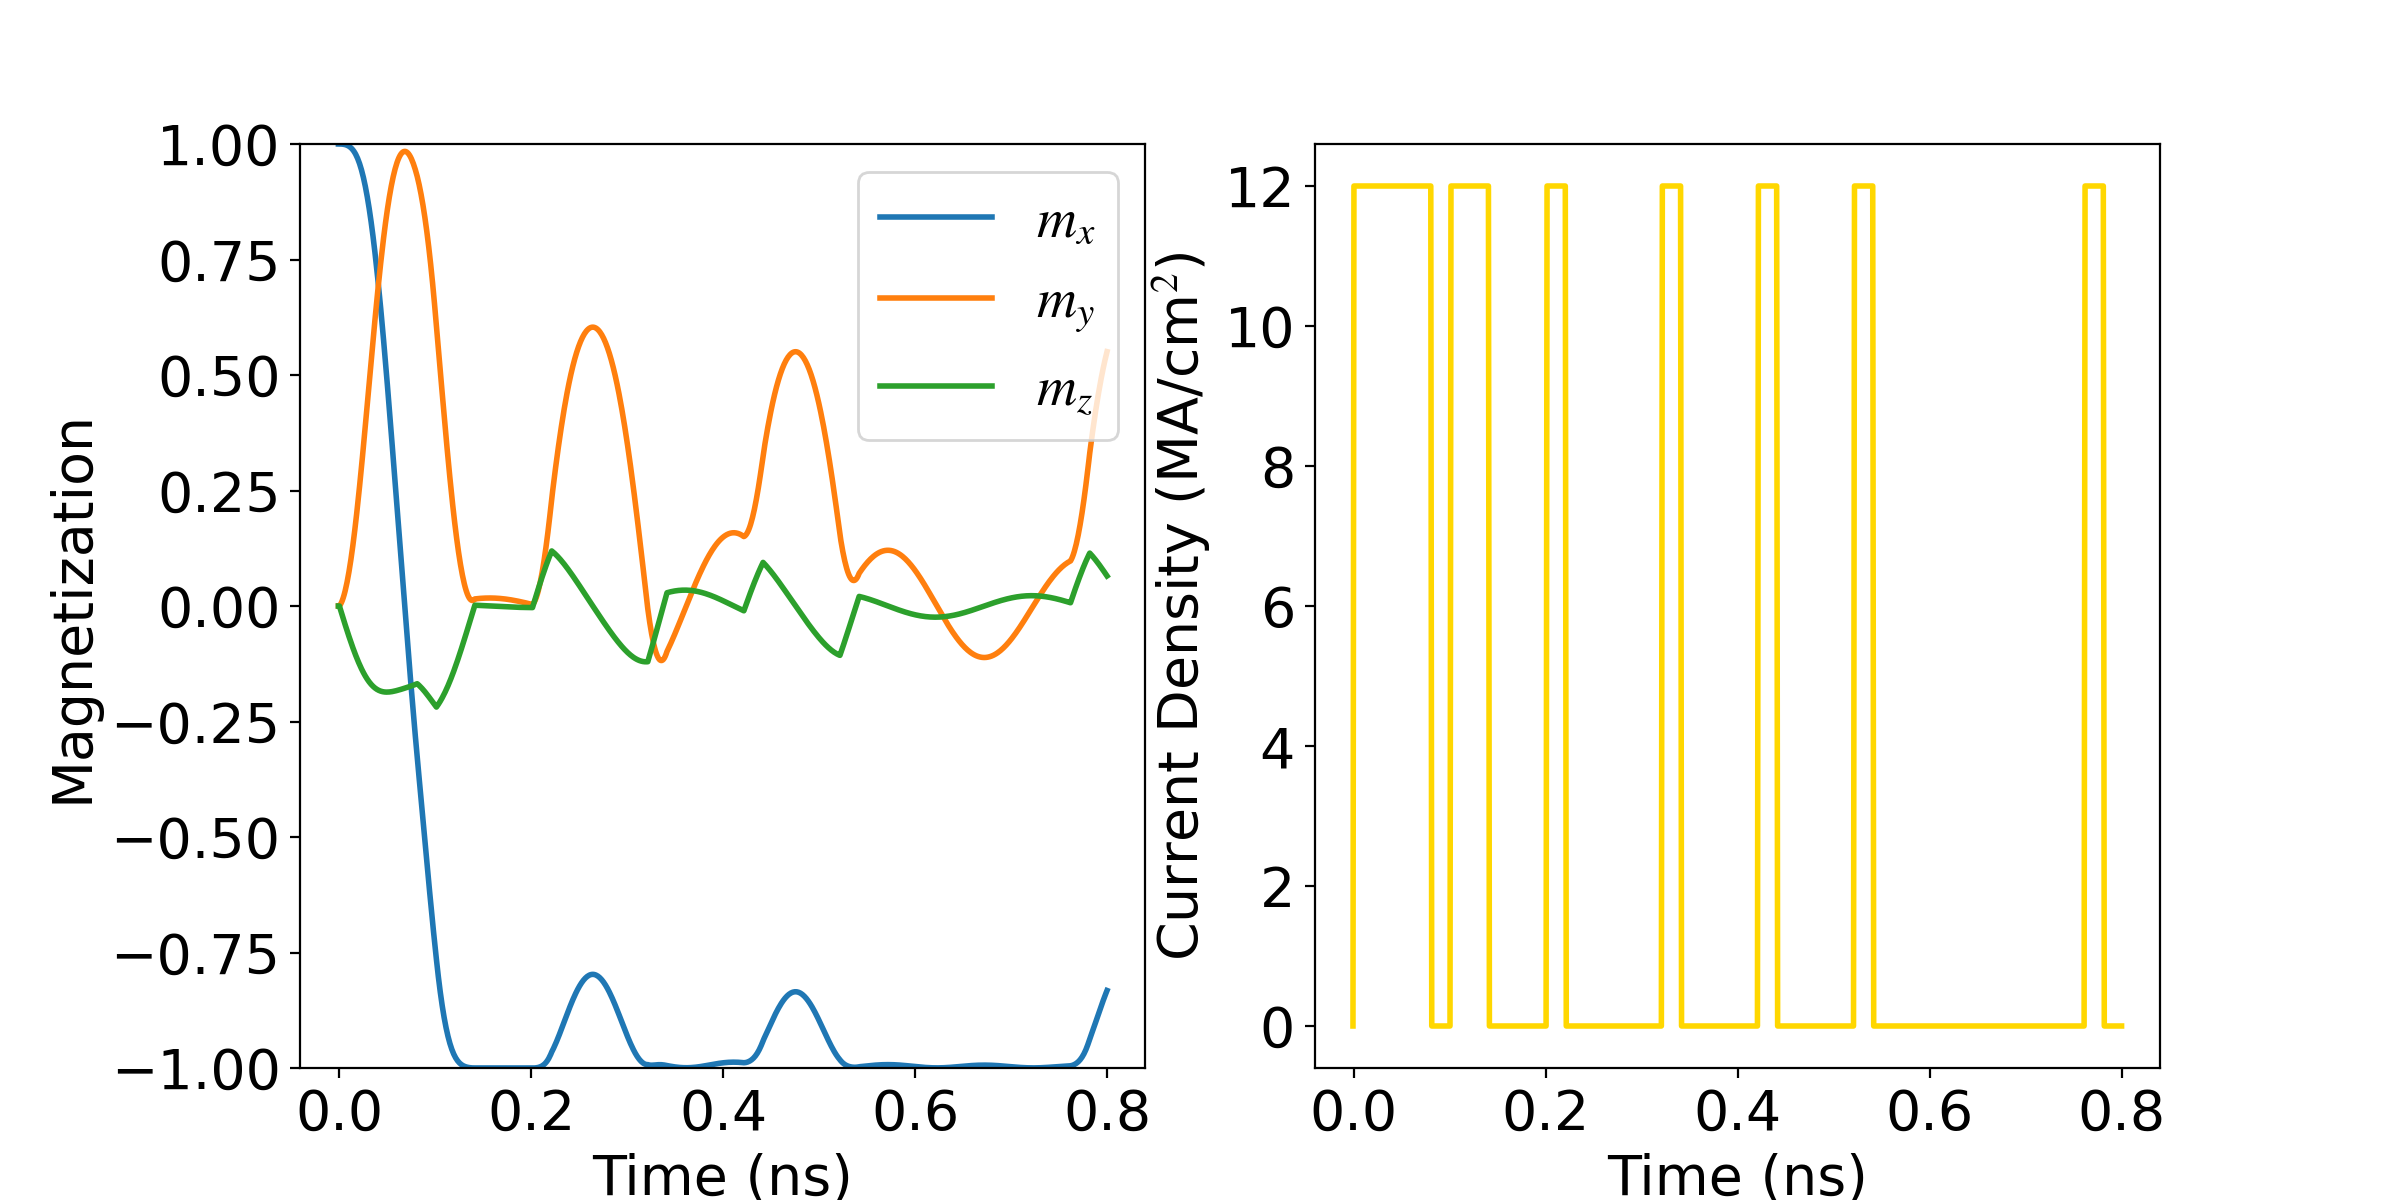 1.00
0.75
0.50
0.25
0.00
−0.25
−0.50
−0.75
−1.00
Magnetization
0.0 0.2 0.4 0.6 0.8
Time (ns)
m_x
m_y
m_z
12
10
8
6
4
2
0
Current Density (MA/cm²)
0.0 0.2 0.4 0.6 0.8
Time (ns)